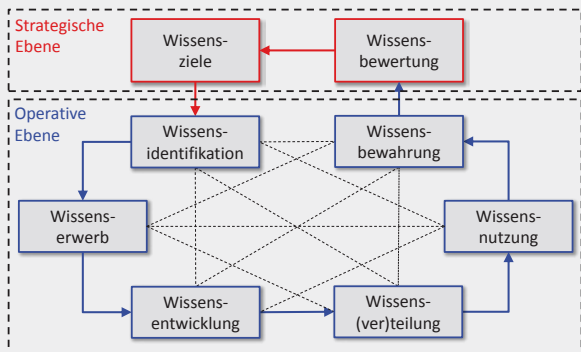 Strategische
Ebene
Wissens-
ziele
Wissens-
bewertung
Operative
Ebene
Wissens-
identifikation
Wissens-
bewahrung
Wissens-
erwerb
Wissens-
nutzung
Wissens-
entwicklung
Wissens-
(ver)teilung